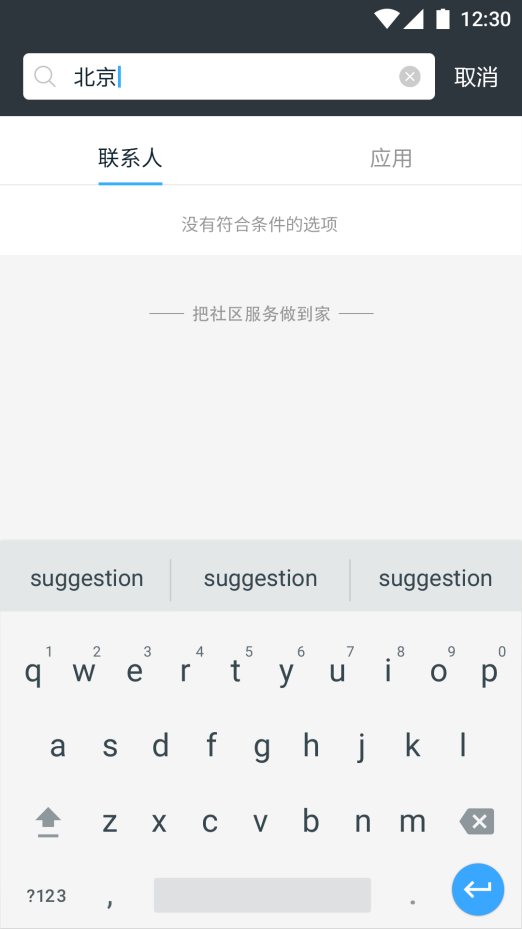 12:30
北京 取消
联系人 应用
没有符合条件的选项
把社区服务做到家
suggestion suggestion suggestion
1 2 3 4 5 6 7 8 9 0
q w e r t y u i o p
a s d f g h j k l
z x c v b n m
?123 , .